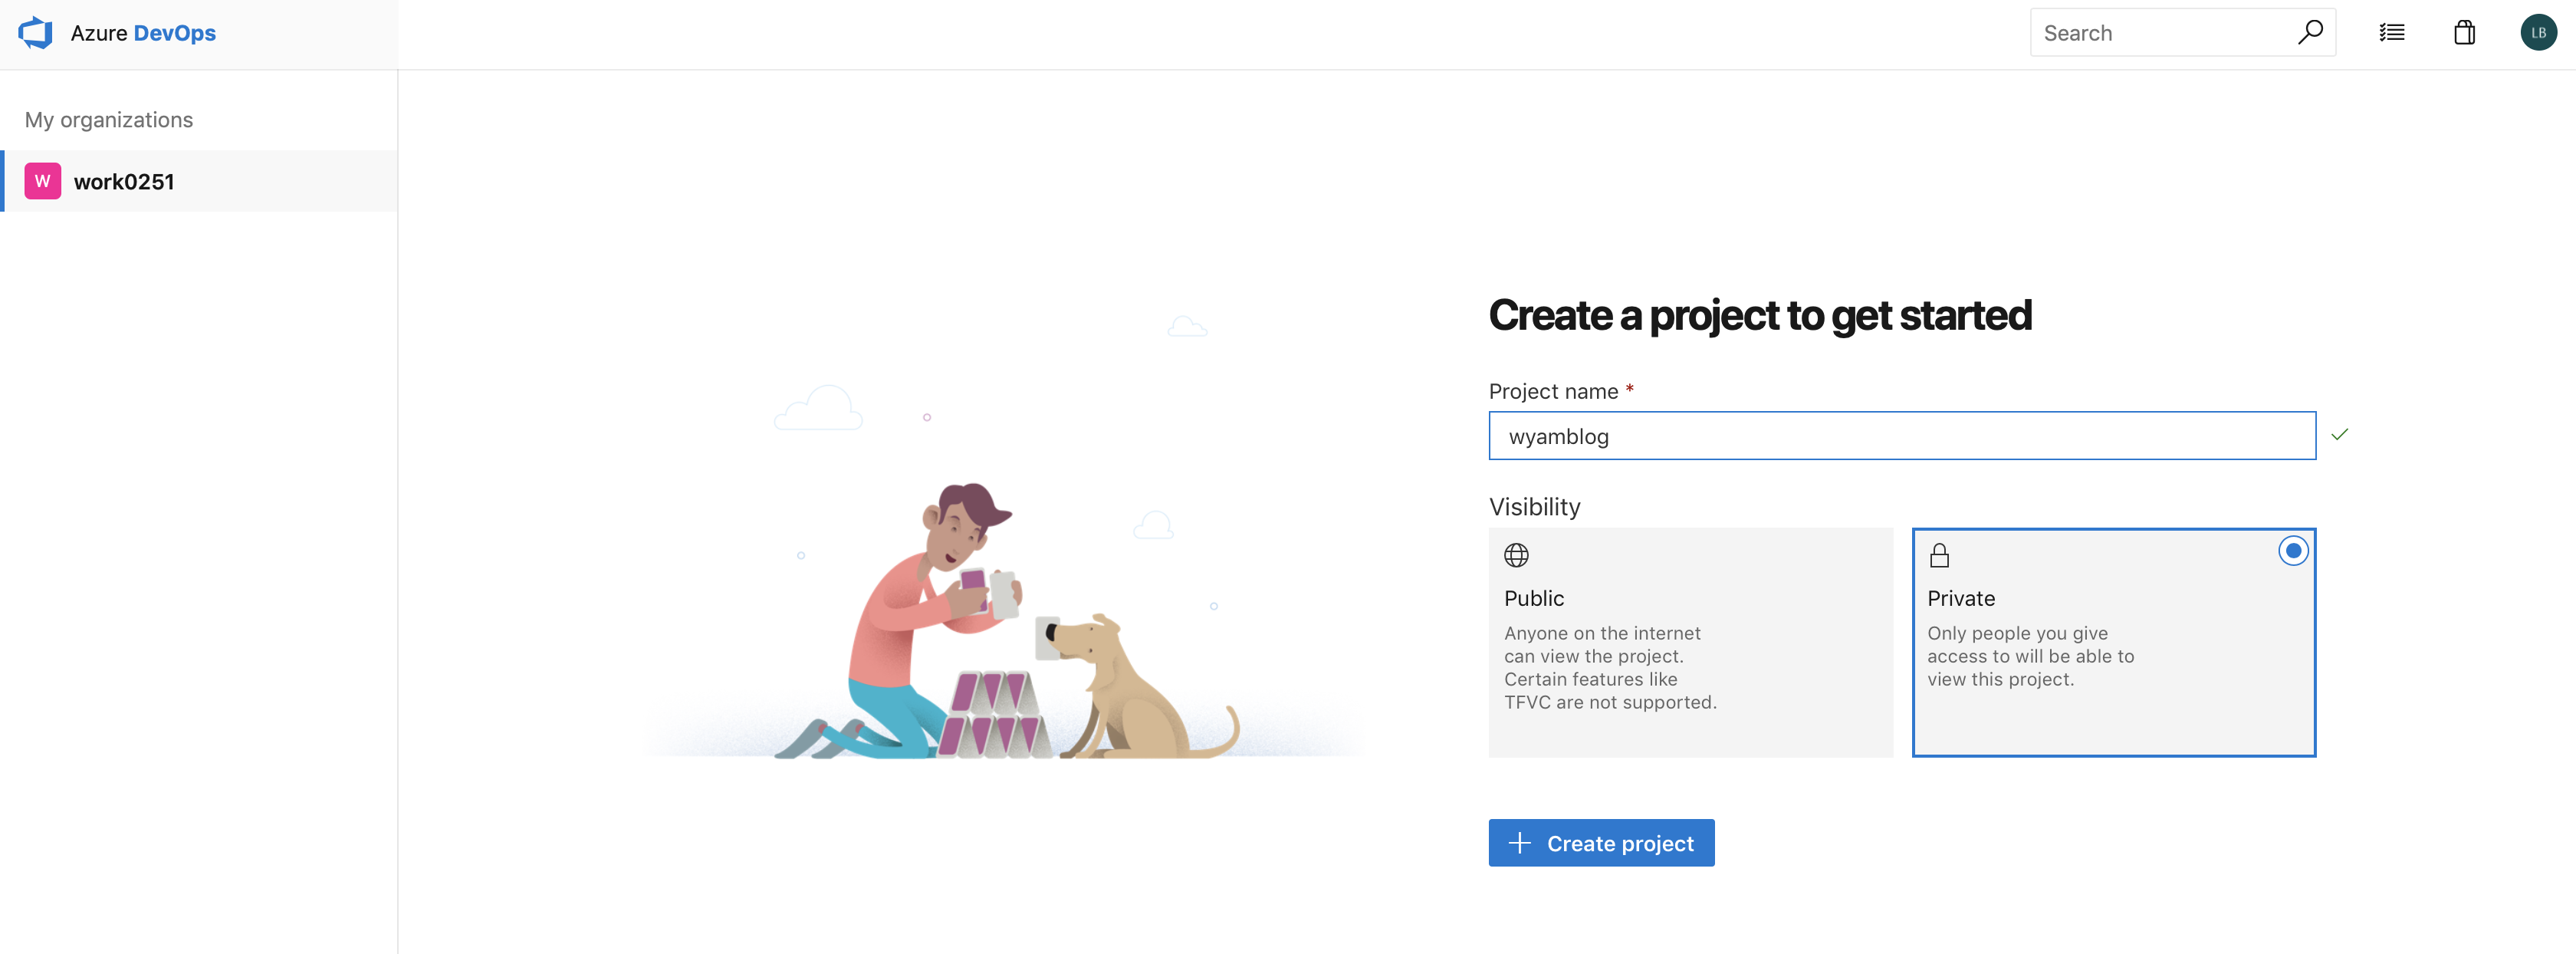 Azure DevOps
Search
LB
My organizations
W work0251
Create a project to get started
Project name *
wyamblog
Visibility
Public
Anyone on the internet
can view the project.
Certain features like
TFVC are not supported.
Private
Only people you give
access to will be able to
view this project.
Create project